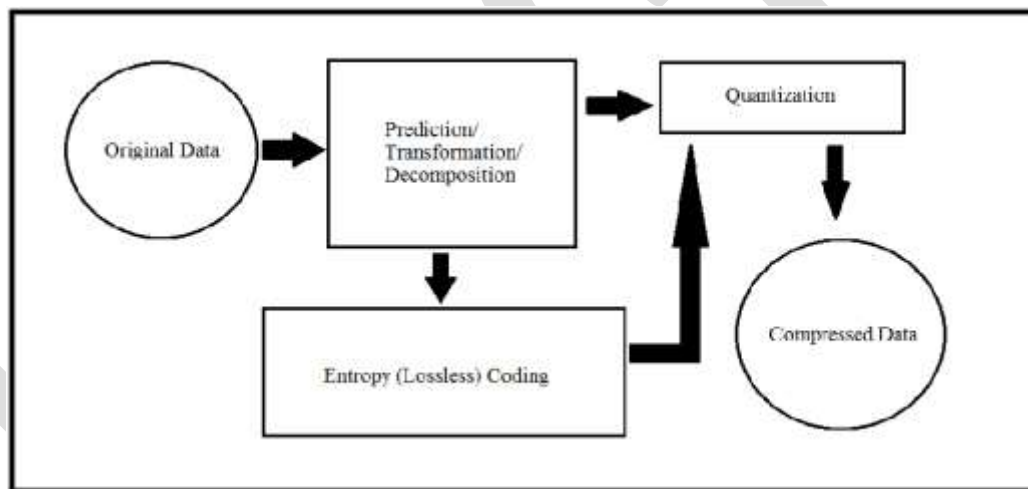 Original Data
Prediction/
Transformation/
Decomposition
Quantization
Entropy (Lossless) Coding
Compressed Data